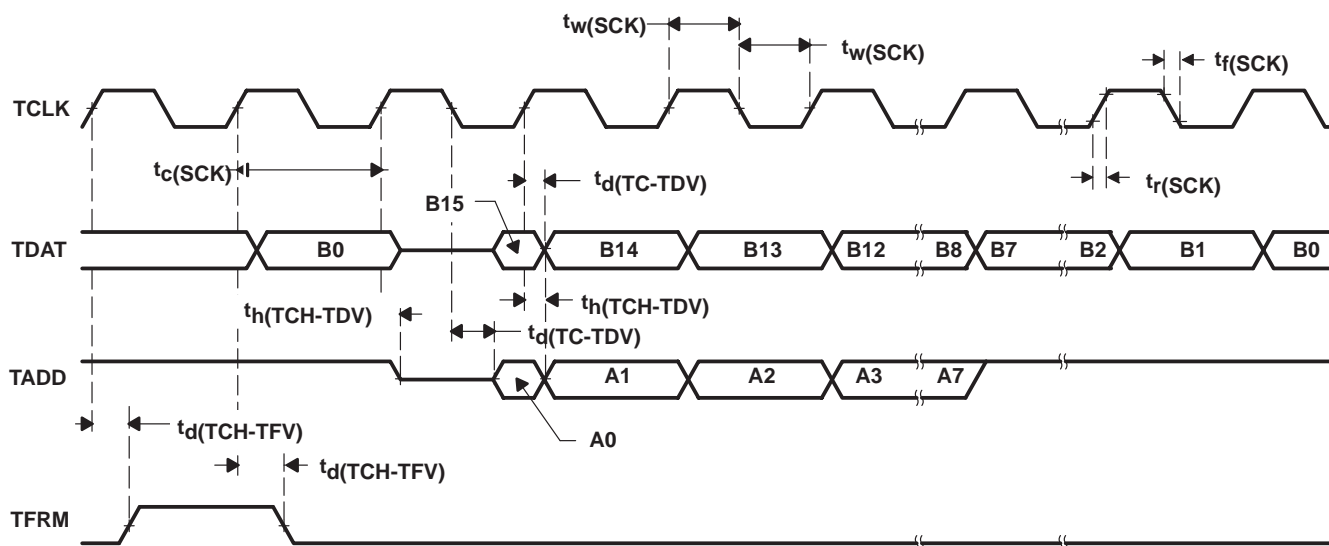 tw(SCK)
tw(SCK)
tf(SCK)
TCLK
tc(SCK)
td(TC-TDV)
tr(SCK)
B15
TDAT
B0
B14
B13
B12
B8
B7
B2
B1
B0
th(TCH-TDV)
th(TCH-TDV)
td(TC-TDV)
TADD
A1
A2
A3
A7
td(TCH-TFV)
A0
td(TCH-TFV)
TFRM